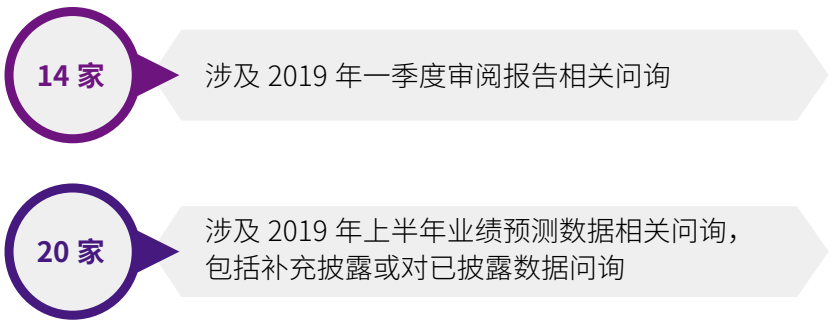 14 家
涉及 2019 年一季度审阅报告相关问询
20 家
涉及 2019 年上半年业绩预测数据相关问询，
包括补充披露或对已披露数据问询